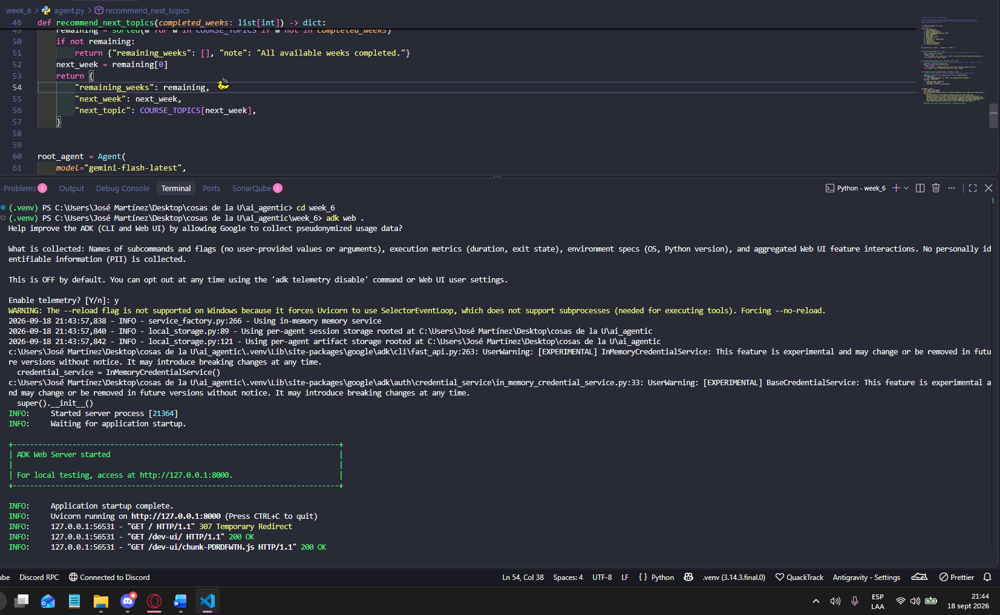 week_6 > agent.py > recommend_next_topics
46 def recommend_next_topics(completed_weeks: list[int]) -> dict:
49 remaining = sorted(w for w in COURSE_TOPICS if w not in completed_weeks)
50 if not remaining:
51 return {"remaining_weeks": [], "note": "All available weeks completed."}
52 next_week = remaining[0]
53 return {
54 "remaining_weeks": remaining,
55 "next_week": next_week,
56 "next_topic": COURSE_TOPICS[next_week],
57 }
58
59
60 root_agent = Agent(
61 model="gemini-flash-latest",
Problems 1 Output Debug Console Terminal Ports SonarQube 1 Python - week_6
(.venv) PS C:\Users\José Martínez\Desktop\cosas de la U\ai_agentic> cd week_6
(.venv) PS C:\Users\José Martínez\Desktop\cosas de la U\ai_agentic\week_6> adk web .
Help improve the ADK (CLI and Web UI) by allowing Google to collect pseudonymized usage data?
What is collected: Names of subcommands and flags (no user-provided values or arguments), execution metrics (duration, exit state), environment specs (OS, Python version), and aggregated Web UI feature interactions. No personally id
entifiable information (PII) is collected.
This is OFF by default. You can opt out at any time using the 'adk telemetry disable' command or Web UI user settings.
Enable telemetry? [Y/n]: y
WARNING: The --reload flag is not supported on Windows because it forces Uvicorn to use SelectorEventLoop, which does not support subprocesses (needed for executing tools). Forcing --no-reload.
2026-09-18 21:43:57,838 - INFO - service_factory.py:266 - Using in-memory memory service
2026-09-18 21:43:57,840 - INFO - local_storage.py:89 - Using per-agent session storage rooted at C:\Users\José Martínez\Desktop\cosas de la U\ai_agentic
2026-09-18 21:43:57,842 - INFO - local_storage.py:121 - Using per-agent artifact storage rooted at C:\Users\José Martínez\Desktop\cosas de la U\ai_agentic
c:\Users\José Martínez\Desktop\cosas de la U\ai_agentic\.venv\Lib\site-packages\google\adk\cli\fast_api.py:263: UserWarning: [EXPERIMENTAL] InMemoryCredentialService: This feature is experimental and may change or be removed in futu
re versions without notice. It may introduce breaking changes at any time.
credential_service = InMemoryCredentialService()
c:\Users\José Martínez\Desktop\cosas de la U\ai_agentic\.venv\Lib\site-packages\google\adk\auth\credential_service\in_memory_credential_service.py:33: UserWarning: [EXPERIMENTAL] BaseCredentialService: This feature is experimental a
nd may change or be removed in future versions without notice. It may introduce breaking changes at any time.
super().__init__()
INFO: Started server process [21364]
INFO: Waiting for application startup.
+-----------------------------------------------------------------------------+
| ADK Web Server started |
| |
| For local testing, access at http://127.0.0.1:8000. |
+-----------------------------------------------------------------------------+
INFO: Application startup complete.
INFO: Uvicorn running on http://127.0.0.1:8000 (Press CTRL+C to quit)
INFO: 127.0.0.1:56531 - "GET / HTTP/1.1" 307 Temporary Redirect
INFO: 127.0.0.1:56531 - "GET /dev-ui/ HTTP/1.1" 200 OK
INFO: 127.0.0.1:56531 - "GET /dev-ui/chunk-PDRDFWTH.js HTTP/1.1" 200 OK
ube Discord RPC Connected to Discord Ln 54, Col 38 Spaces: 4 UTF-8 LF { } Python .venv (3.14.3.final.0) QuackTrack Antigravity - Settings Prettier
ESP
LAA
21:44
18 sept 2026